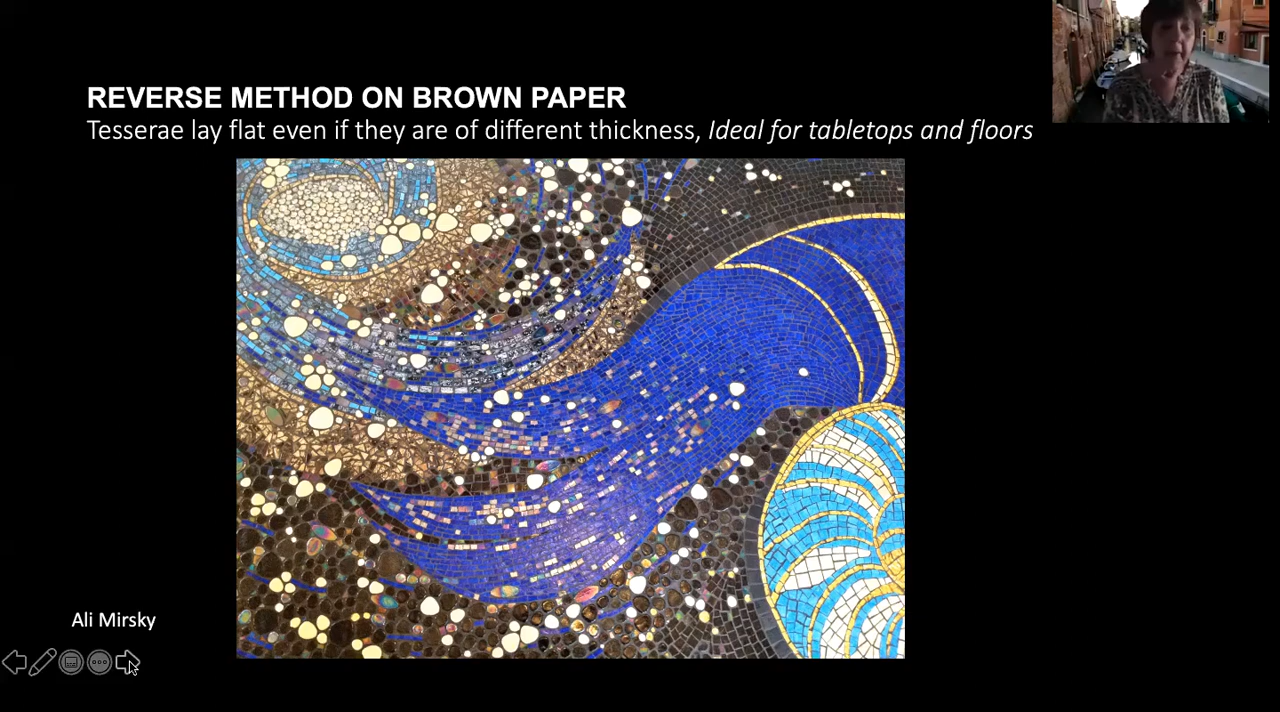 REVERSE METHOD ON BROWN PAPER
Tesserae lay flat even if they are of different thickness, Ideal for tabletops and floors
Ali Mirsky